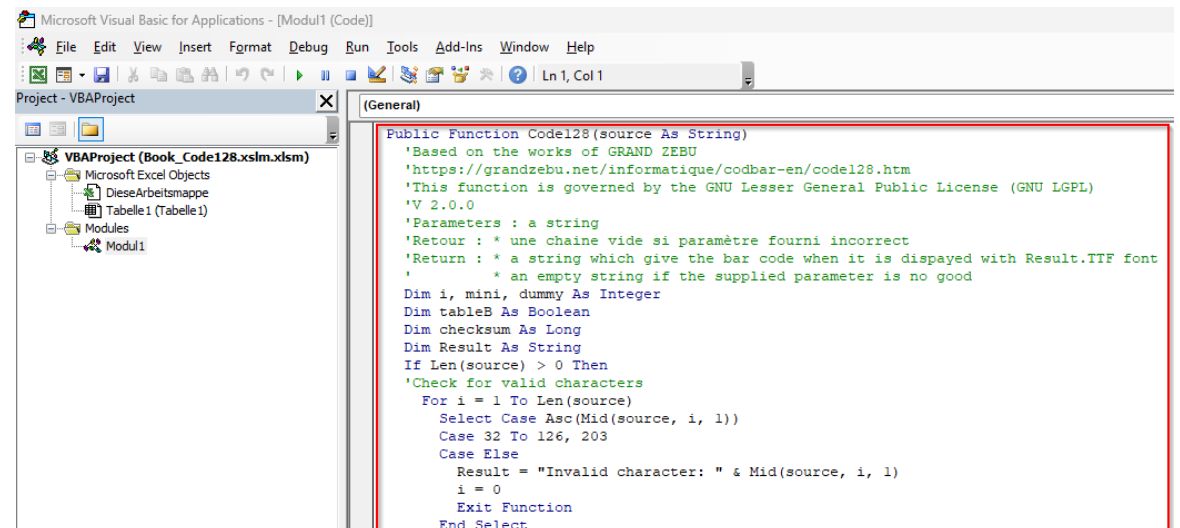 Microsoft Visual Basic for Applications - [Modul1 (Code)]
File Edit View Insert Format Debug Run Tools Add-Ins Window Help
Ln 1, Col 1
Project - VBAProject
(General)
VBAProject (Book_Code128.xslm.xlsm)
Microsoft Excel Objects
DieseArbeitsmappe
Tabelle1 (Tabelle1)
Modules
Modul1
Public Function Code128(source As String)
'Based on the works of GRAND ZEBU
'https://grandzebu.net/informatique/codbar-en/code128.htm
'This function is governed by the GNU Lesser General Public License (GNU LGPL)
'V 2.0.0
'Parameters : a string
'Retour : * une chaine vide si paramètre fourni incorrect
'Return : * a string which give the bar code when it is dispayed with Result.TTF font
' * an empty string if the supplied parameter is no good
Dim i, mini, dummy As Integer
Dim tableB As Boolean
Dim checksum As Long
Dim Result As String
If Len(source) > 0 Then
'Check for valid characters
For i = 1 To Len(source)
Select Case Asc(Mid(source, i, 1))
Case 32 To 126, 203
Case Else
Result = "Invalid character: " & Mid(source, i, 1)
i = 0
Exit Function
End Select